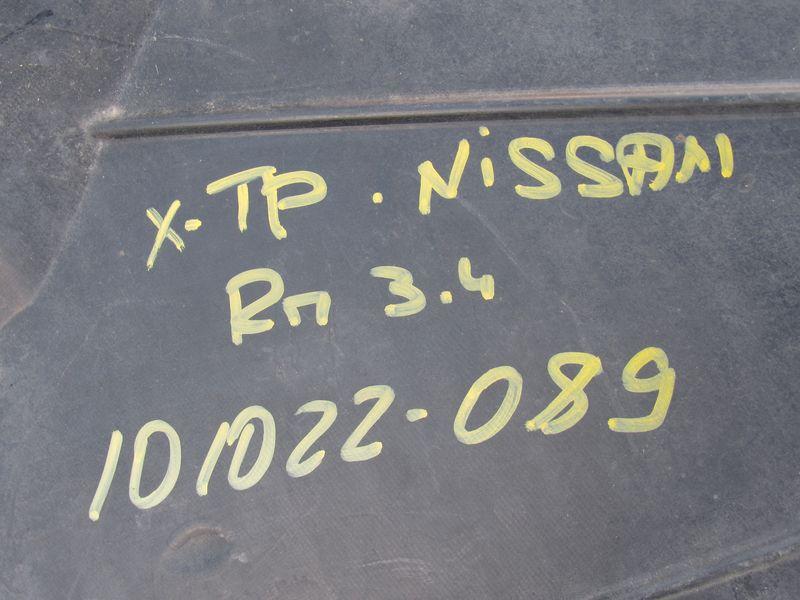 X-TP. NiSSAN
Rп 3.4
101022-089